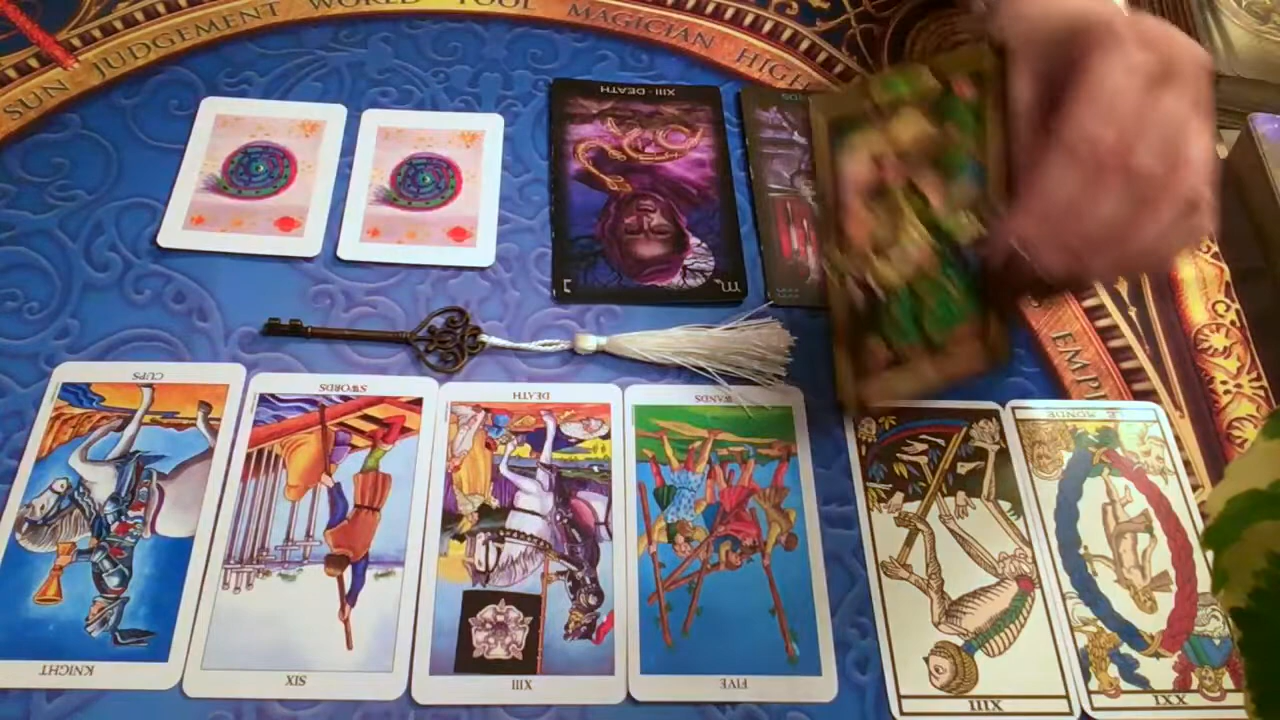 SUN JUDGEMENT WORLD FOOL MAGICIAN HIGH
XIII - DEATH
EMP
CUPS
SWORDS
DEATH
WANDS
LE MONDE
KNIGHT
SIX
XIII
FIVE
XIII
XXI